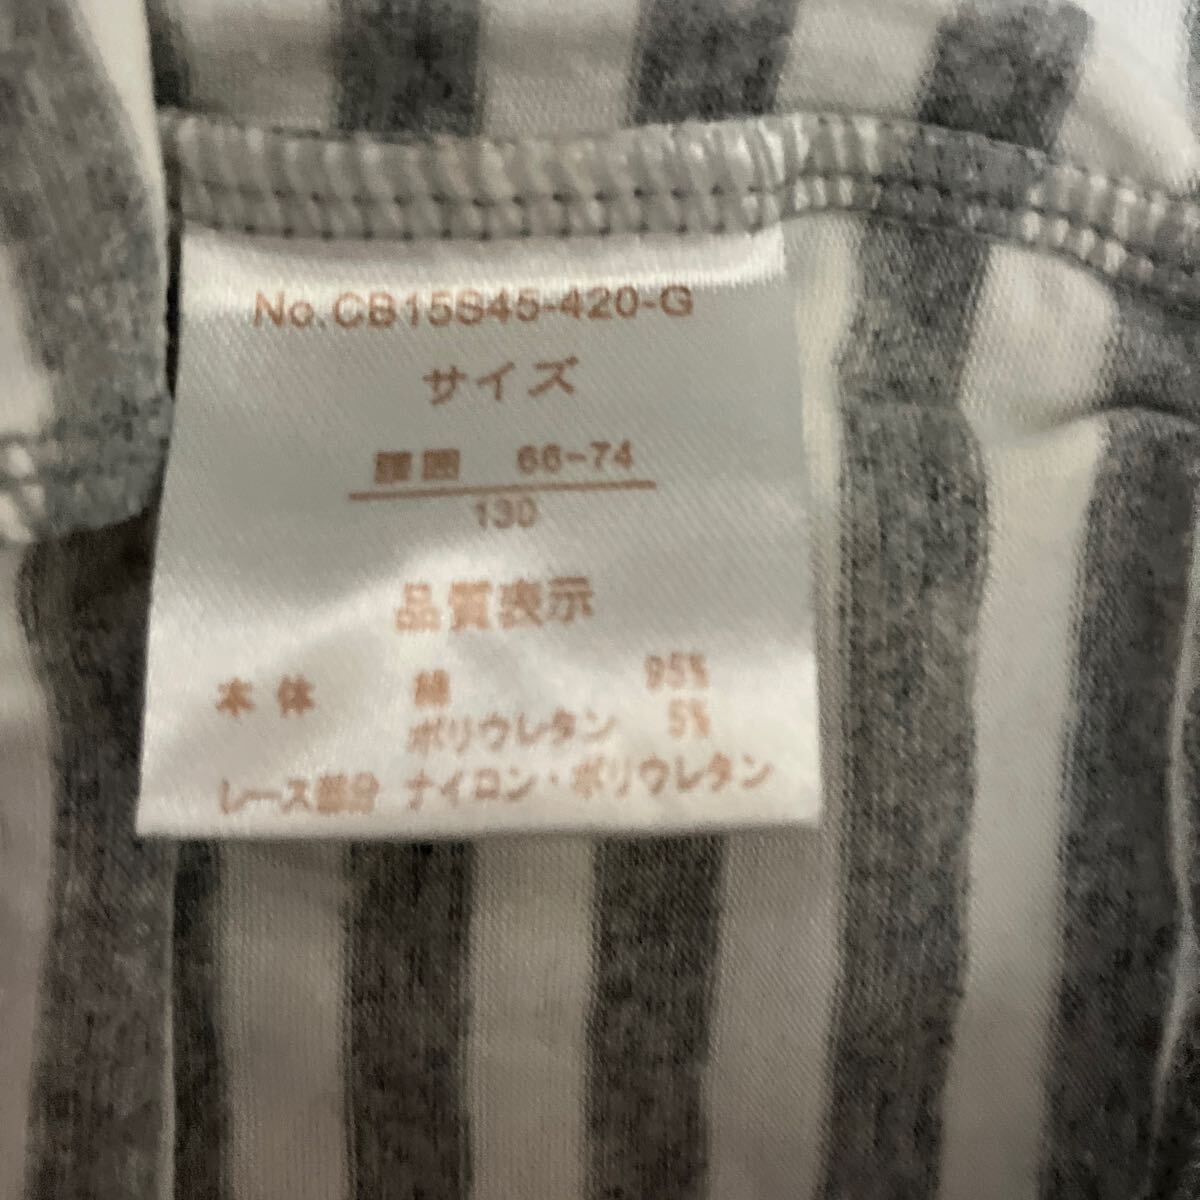 No.CB15S45-420-G
サイズ
腰囲 66-74
130
品質表示
本体 綿 95%
ポリウレタン 5%
レース部分 ナイロン・ポリウレタン